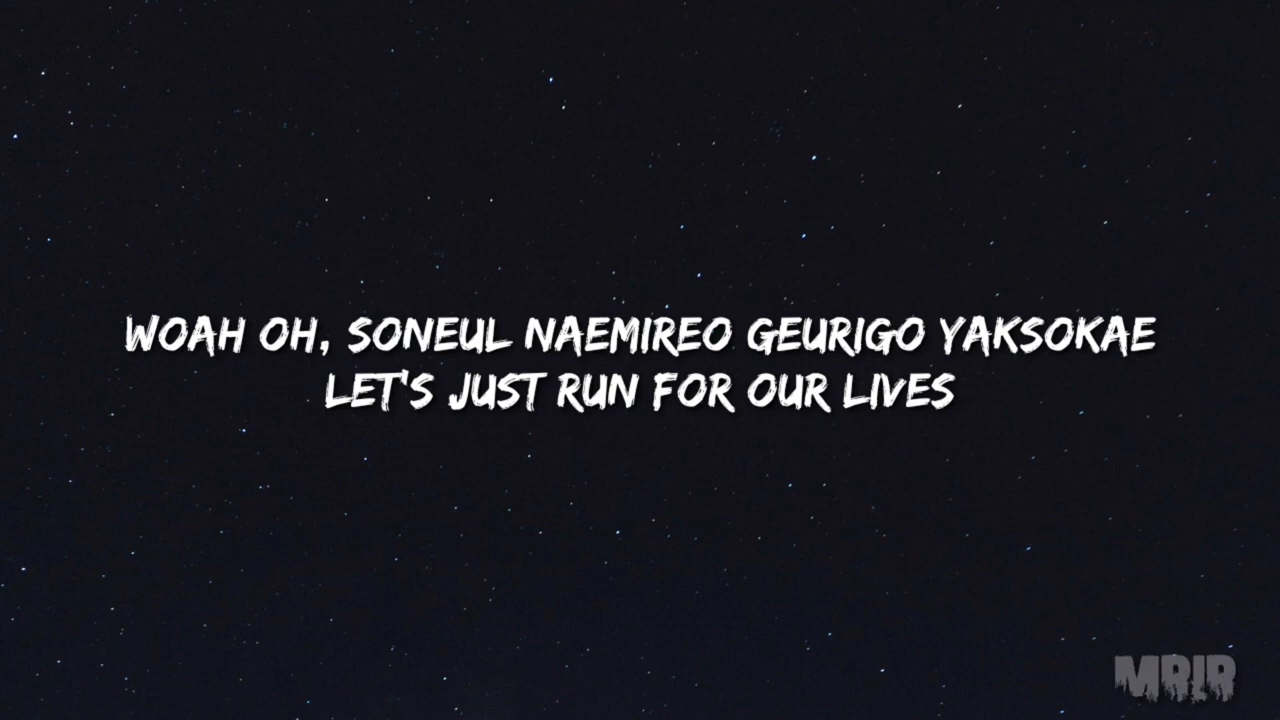 WOAH OH, SONEUL NAEMIREO GEURIGO YAKSOKAE
LET'S JUST RUN FOR OUR LIVES
MRLR